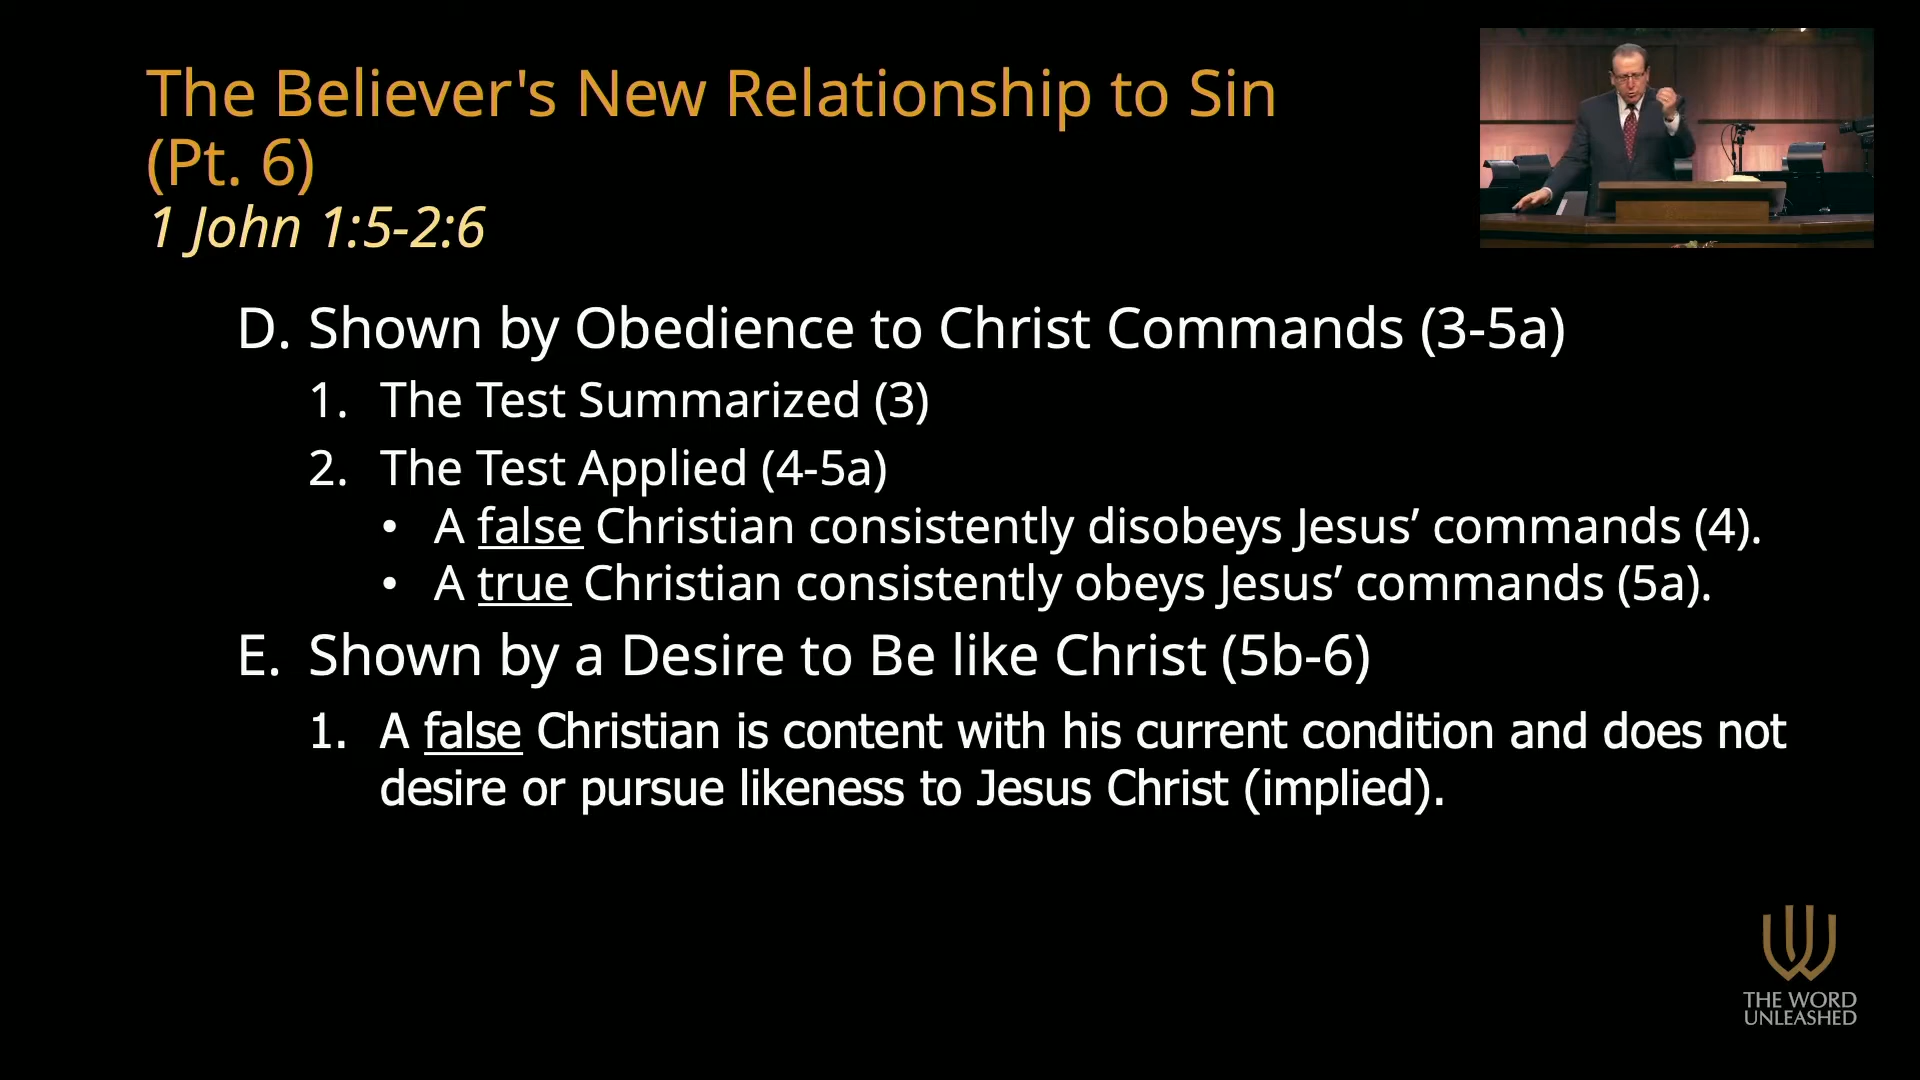 The Believer's New Relationship to Sin
(Pt. 6)
1 John 1:5-2:6
D. Shown by Obedience to Christ Commands (3-5a)
1. The Test Summarized (3)
2. The Test Applied (4-5a)
• A false Christian consistently disobeys Jesus’ commands (4).
• A true Christian consistently obeys Jesus’ commands (5a).
E. Shown by a Desire to Be like Christ (5b-6)
1. A false Christian is content with his current condition and does not
desire or pursue likeness to Jesus Christ (implied).
THE WORD
UNLEASHED